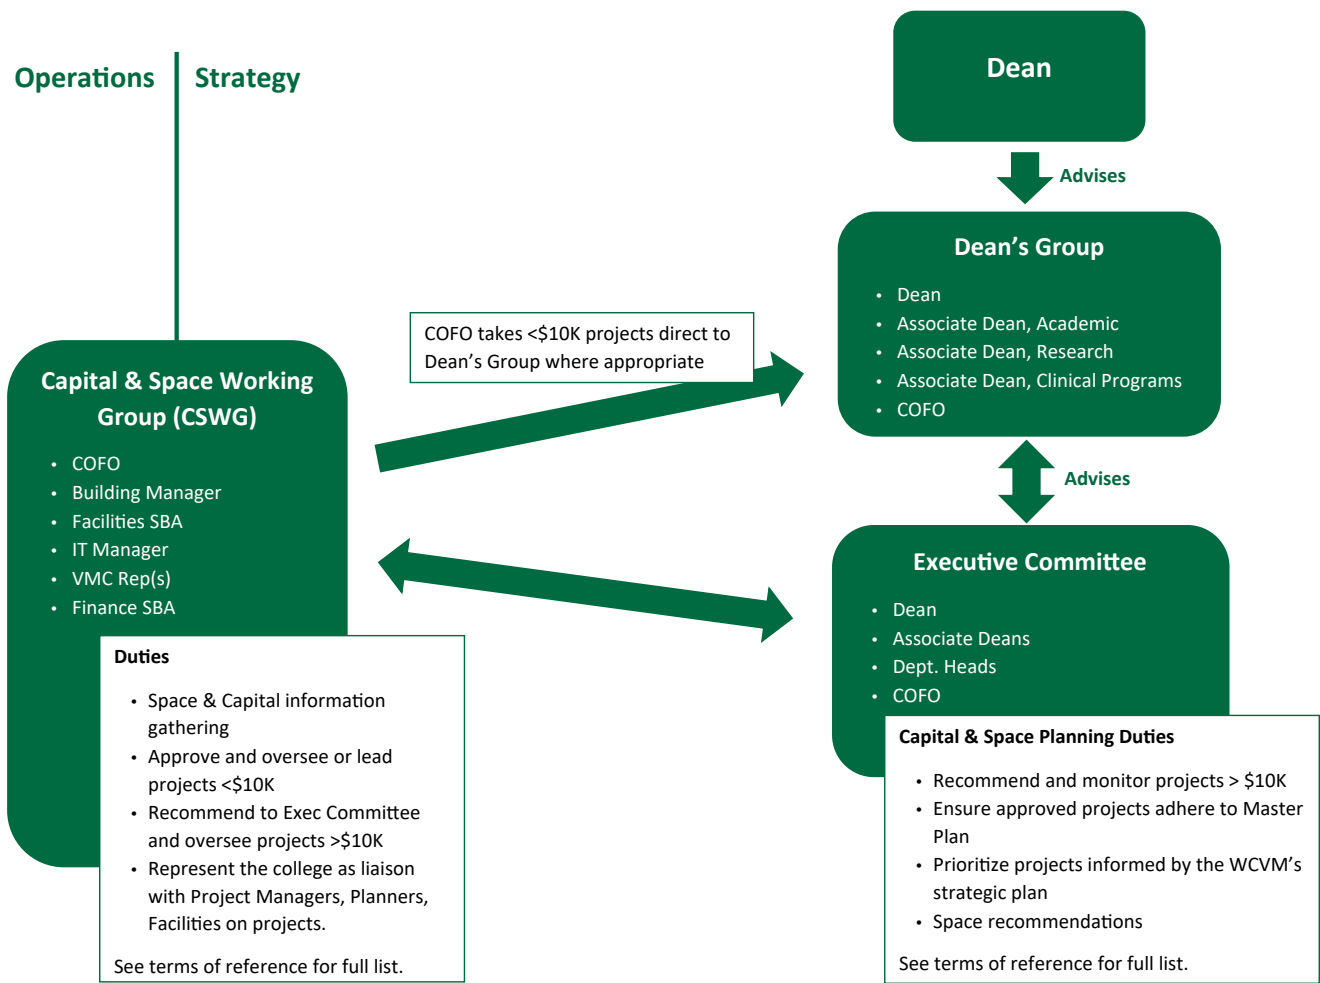 Operations
Strategy
Dean
Advises
Dean’s Group
• Dean
• Associate Dean, Academic
• Associate Dean, Research
• Associate Dean, Clinical Programs
• COFO
COFO takes <$10K projects direct to
Dean’s Group where appropriate
Capital & Space Working
Group (CSWG)
• COFO
• Building Manager
• Facilities SBA
• IT Manager
• VMC Rep(s)
• Finance SBA
Duties
• Space & Capital information
gathering
• Approve and oversee or lead
projects <$10K
• Recommend to Exec Committee
and oversee projects >$10K
• Represent the college as liaison
with Project Managers, Planners,
Facilities on projects.
See terms of reference for full list.
Advises
Executive Committee
• Dean
• Associate Deans
• Dept. Heads
• COFO
Capital & Space Planning Duties
• Recommend and monitor projects > $10K
• Ensure approved projects adhere to Master
Plan
• Prioritize projects informed by the WCVM’s
strategic plan
• Space recommendations
See terms of reference for full list.